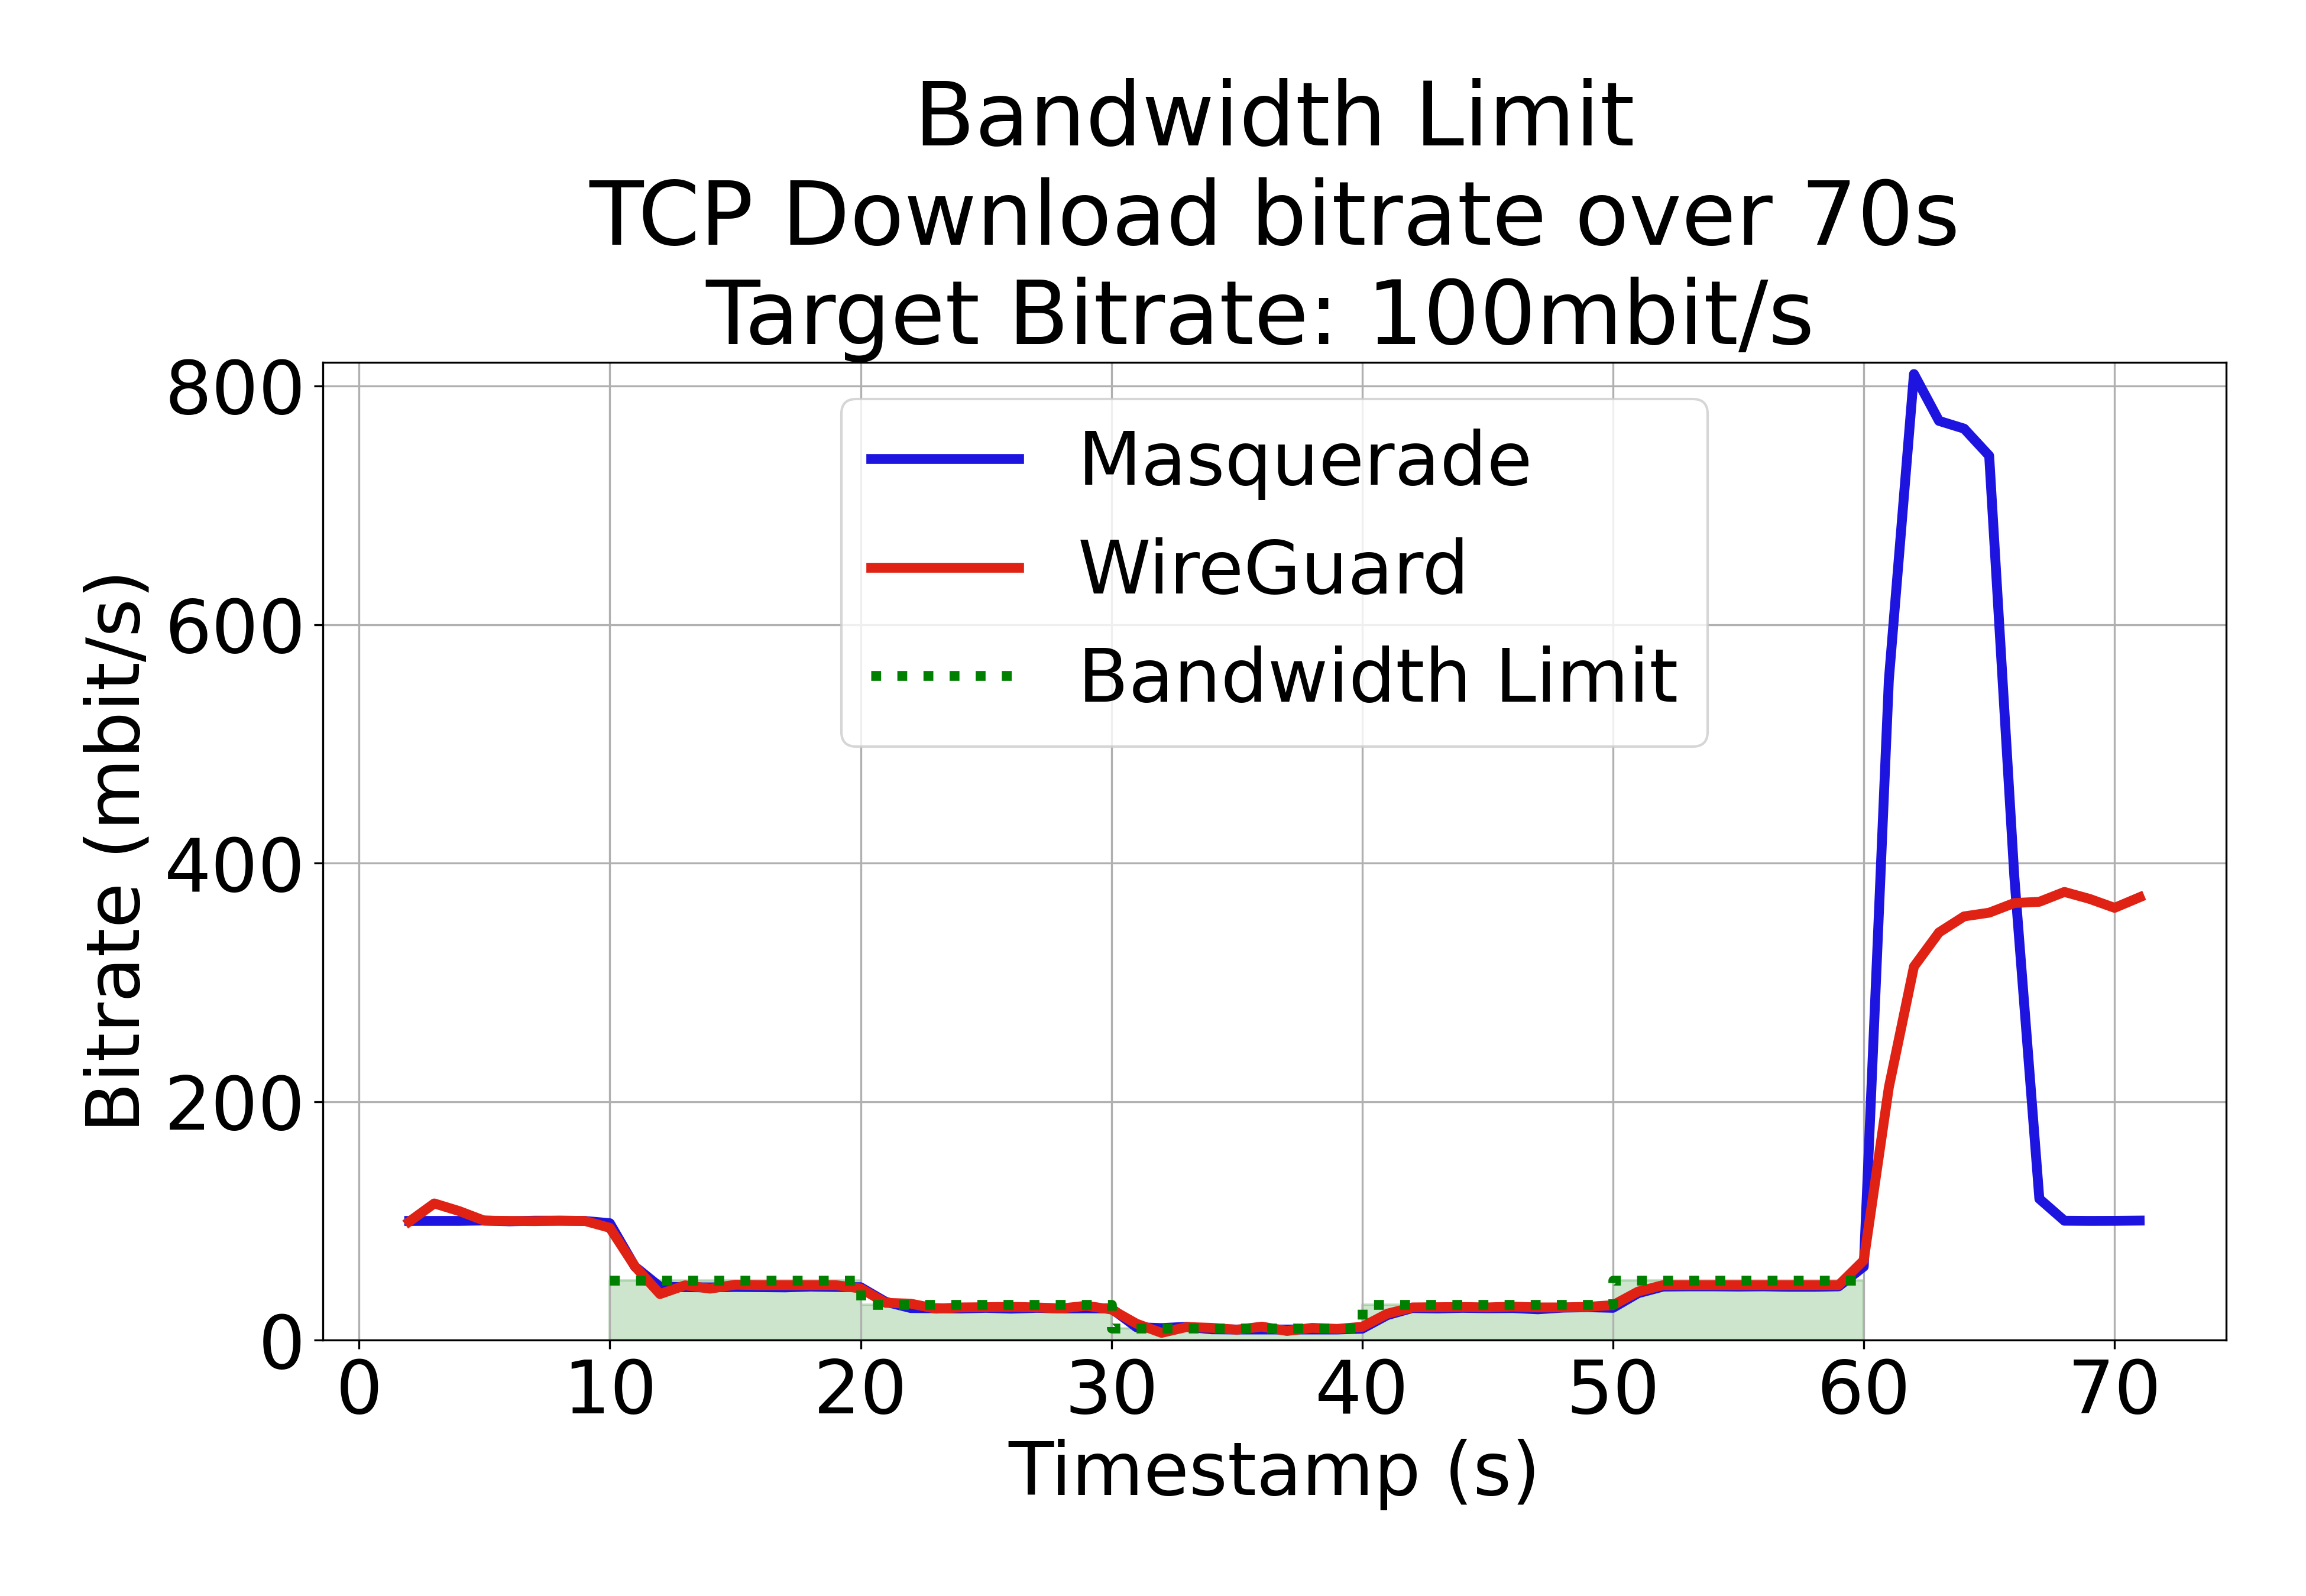 Bandwidth Limit
TCP Download bitrate over 70s
Target Bitrate: 100mbit/s
800
600
400
200
0
Bitrate (mbit/s)
Masquerade
WireGuard
Bandwidth Limit
0 10 20 30 40 50 60 70
Timestamp (s)